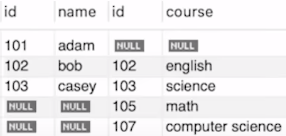 id name id course
101 adam NULL NULL
102 bob 102 english
103 casey 103 science
NULL NULL 105 math
NULL NULL 107 computer science